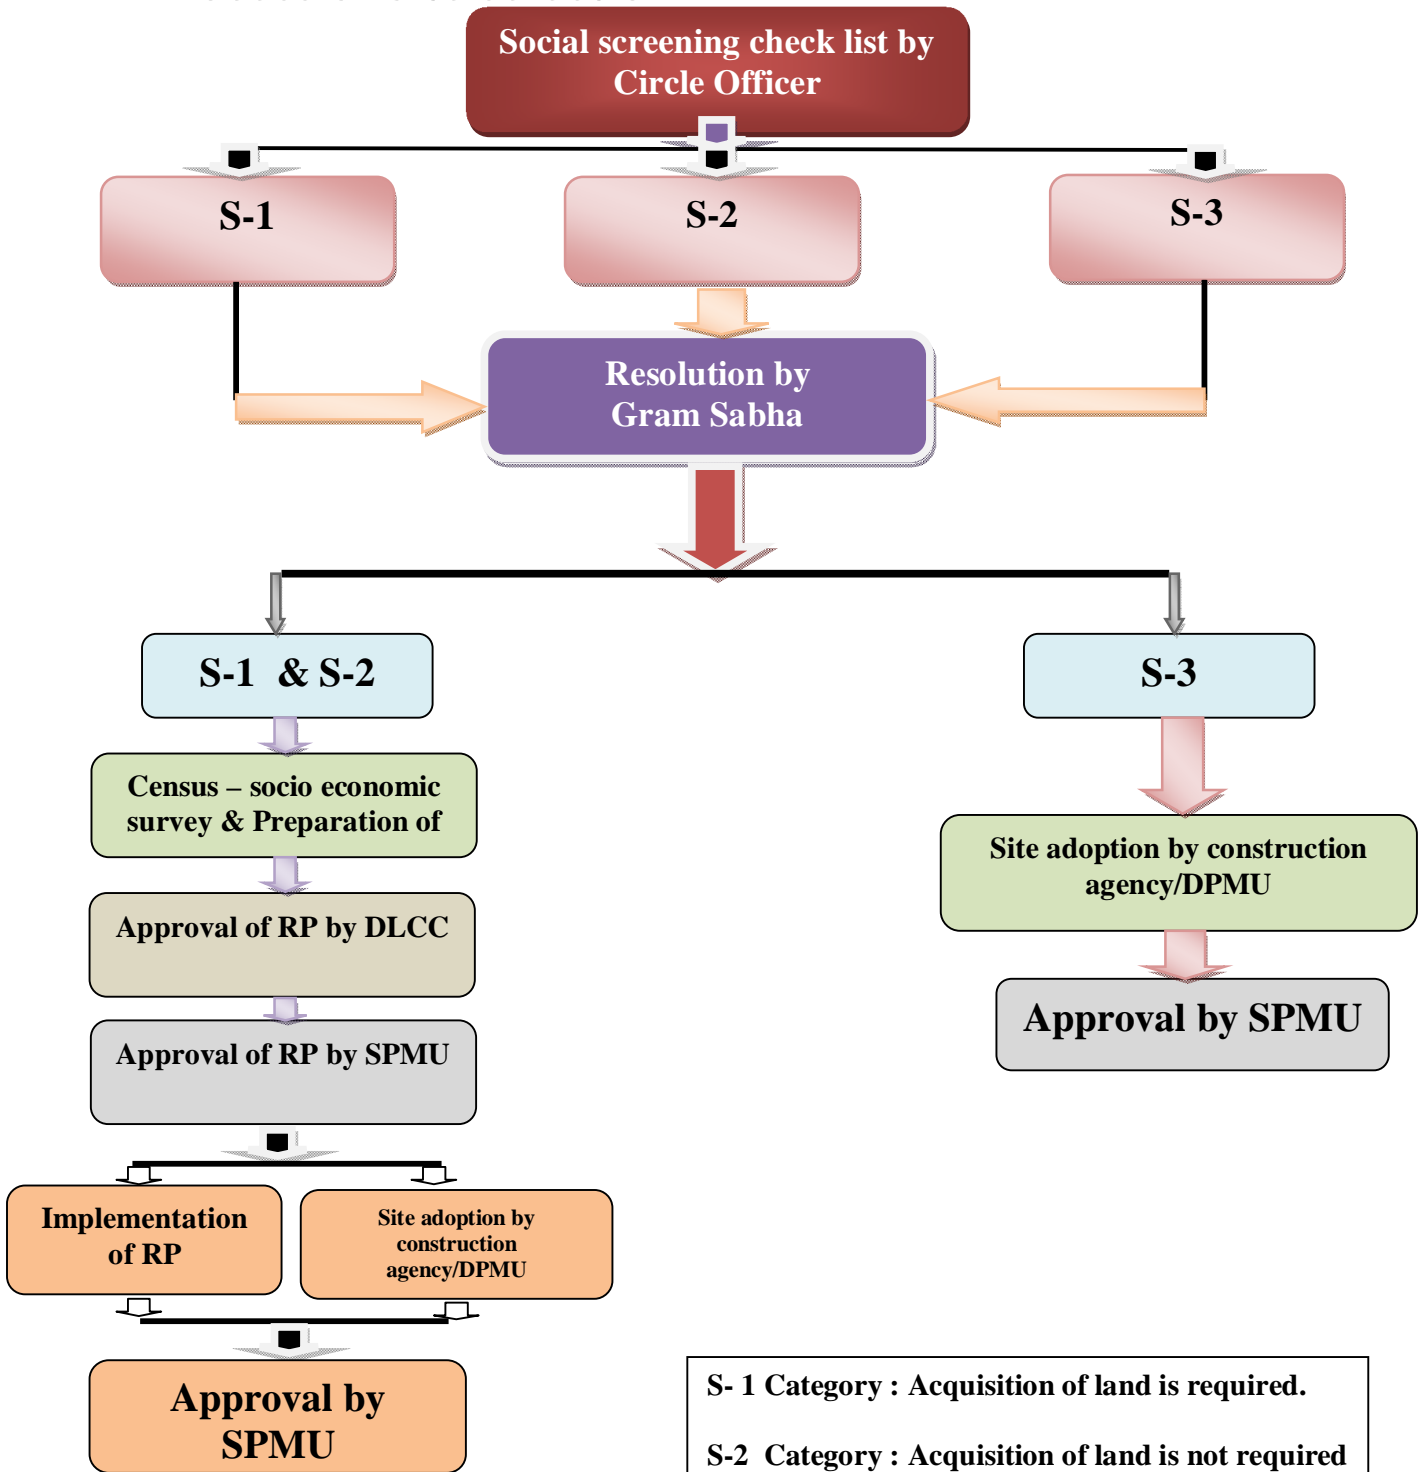 Social screening check list by
Circle Officer
S-1
S-2
S-3
Resolution by
Gram Sabha
S-1 & S-2
S-3
Census – socio economic
survey & Preparation of
Site adoption by construction
agency/DPMU
Approval of RP by DLCC
Approval by SPMU
Approval of RP by SPMU
Implementation
of RP
Site adoption by
construction
agency/DPMU
Approval by
SPMU
S- 1 Category : Acquisition of land is required.
S-2 Category : Acquisition of land is not required